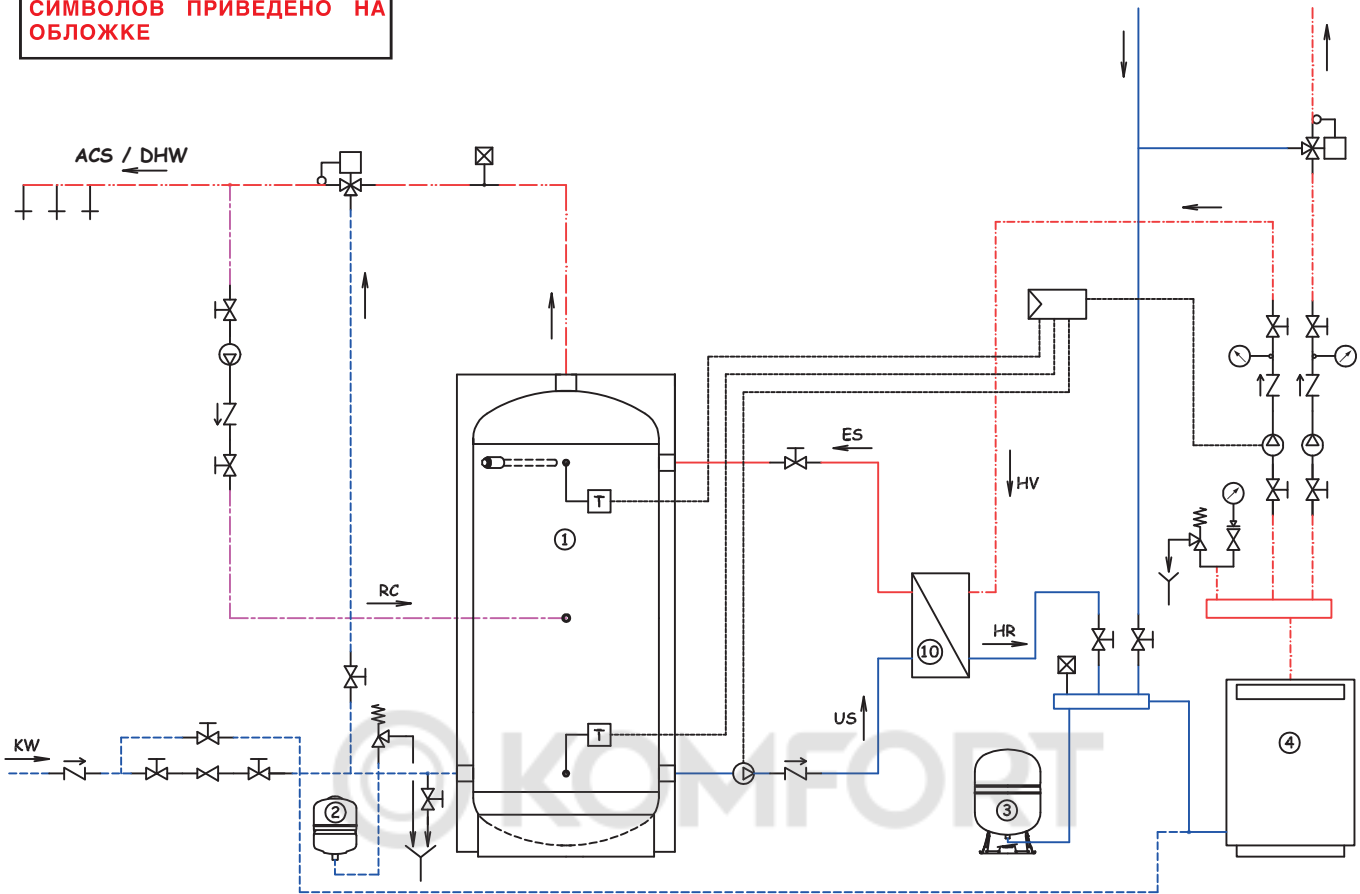 СИМВОЛОВ ПРИВЕДЕНО НА
ОБЛОЖКЕ
ACS / DHW
ES
HV
T
1
RC
HR
10
US
T
4
KW
3
2
© KOMFORT